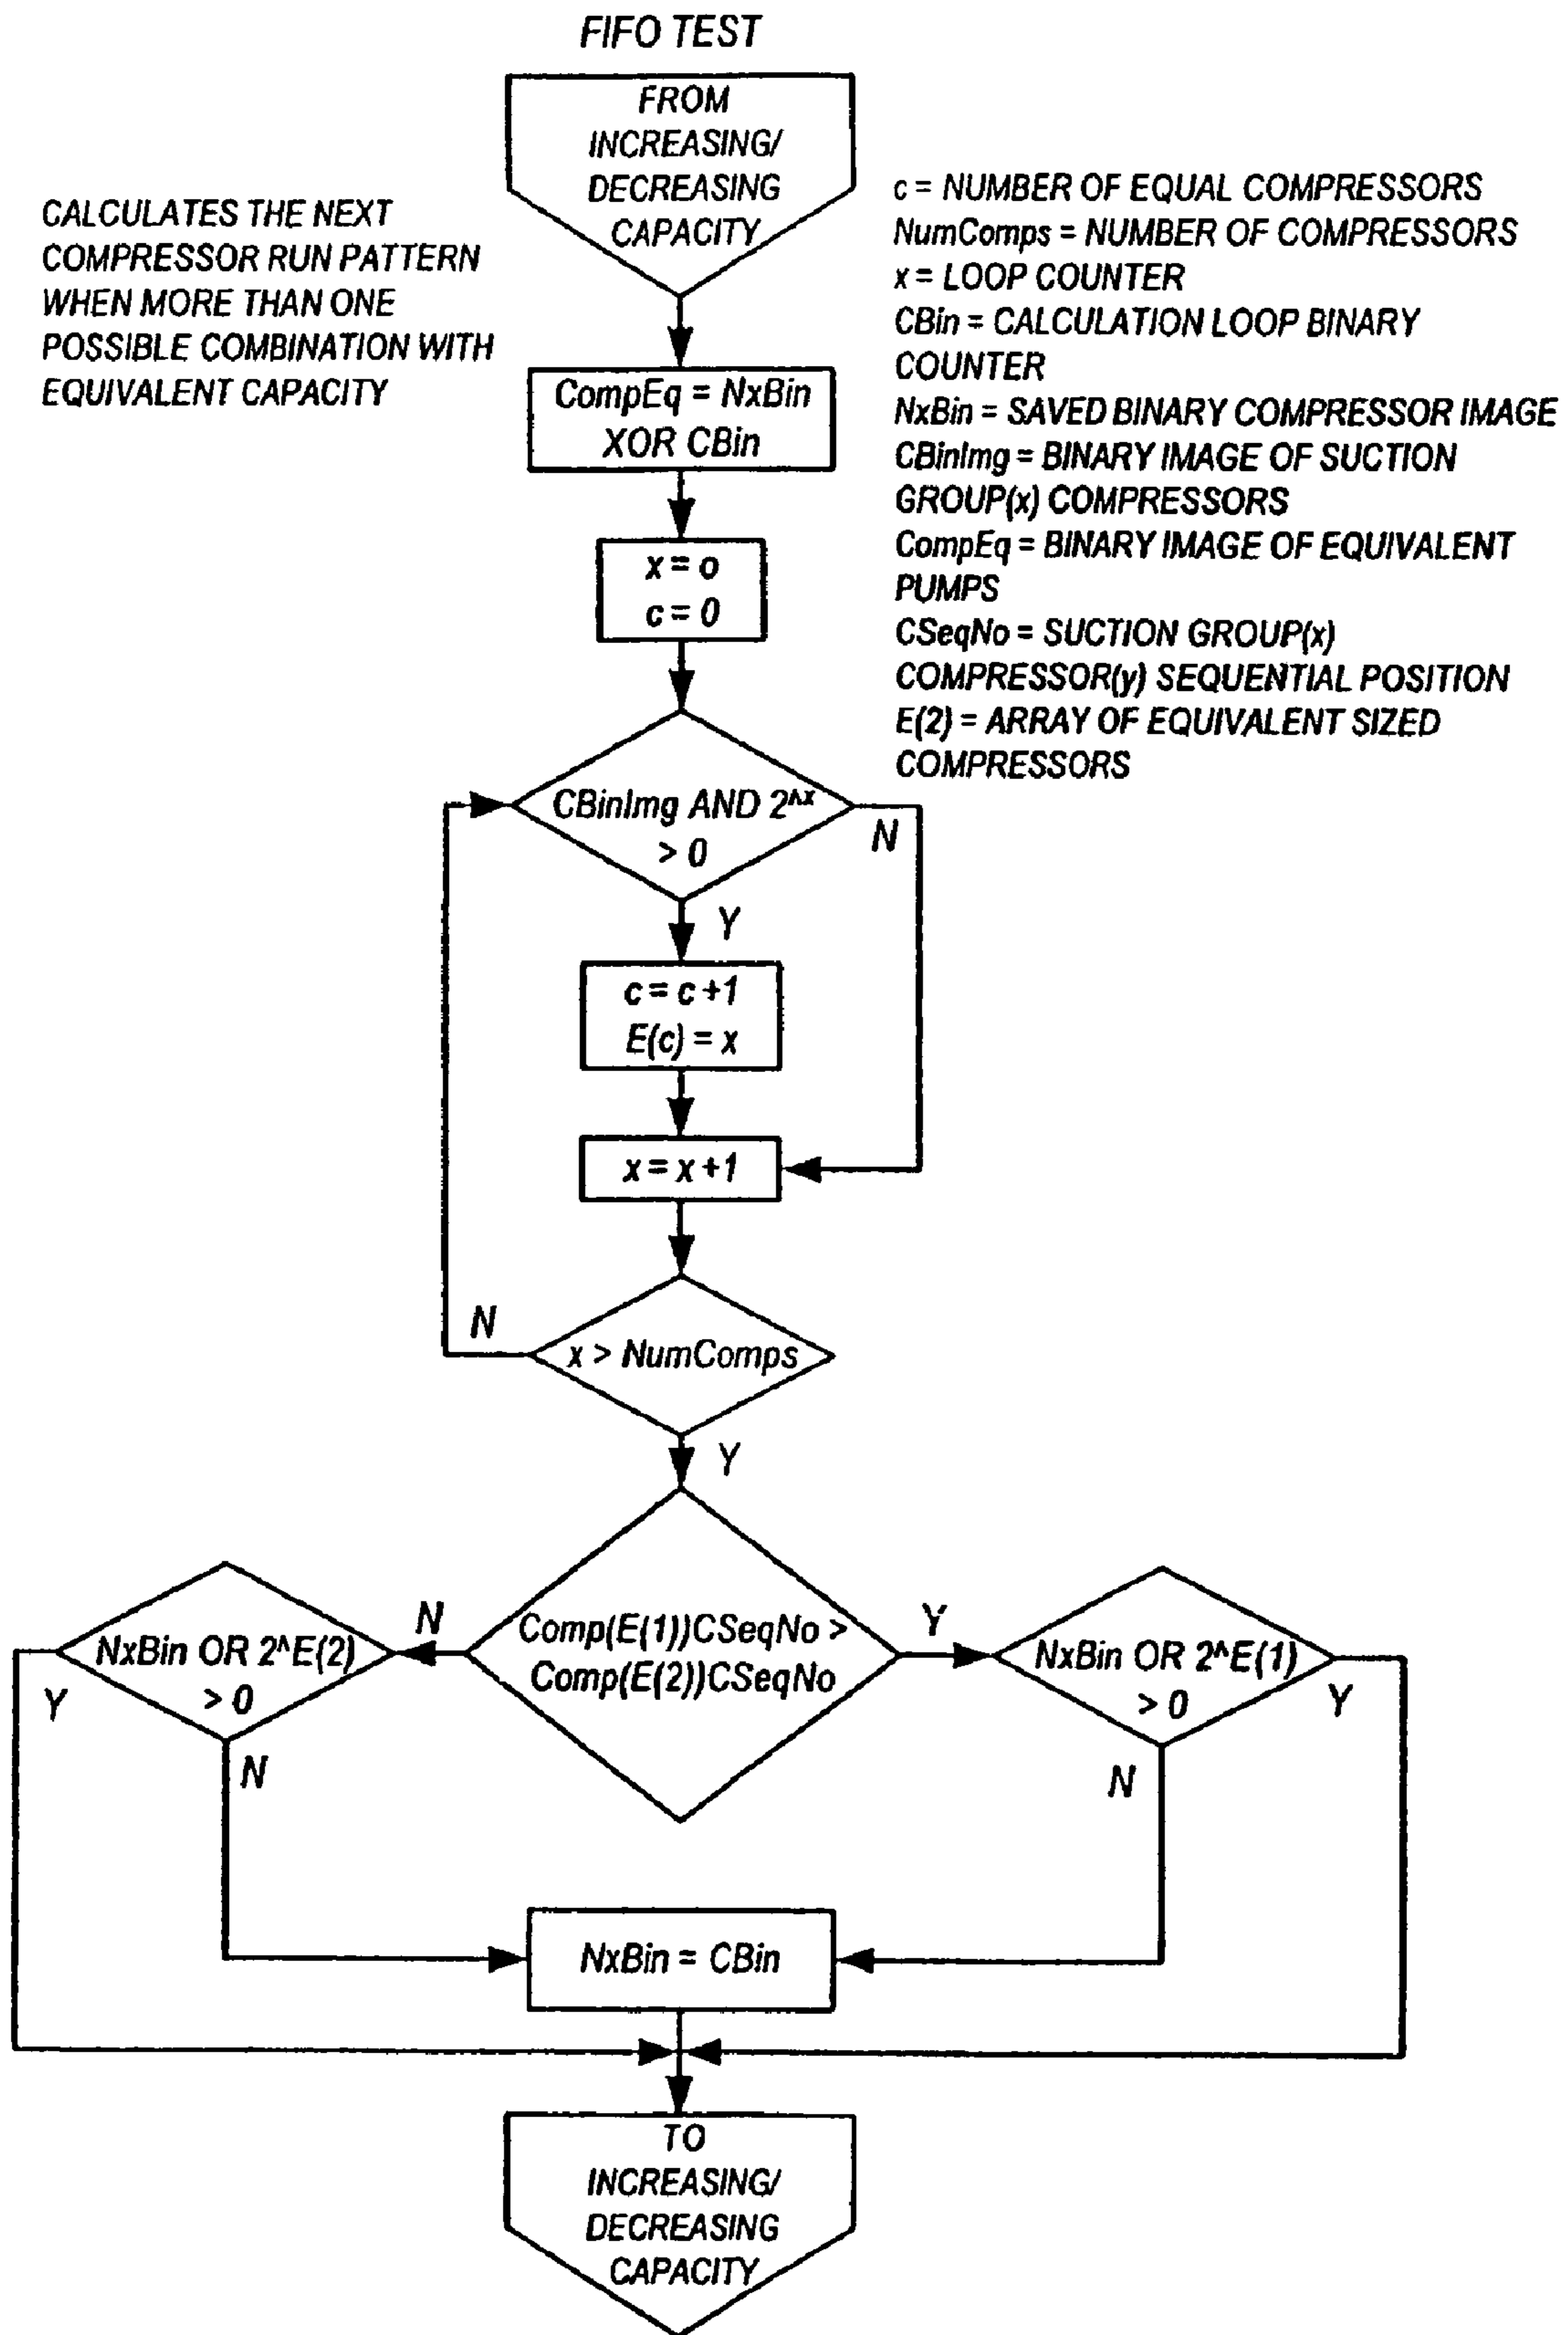 FIFO TEST
FROM
INCREASING/
DECREASING
CAPACITY
CALCULATES THE NEXT
COMPRESSOR RUN PATTERN
WHEN MORE THAN ONE
POSSIBLE COMBINATION WITH
EQUIVALENT CAPACITY
c = NUMBER OF EQUAL COMPRESSORS
NumComps = NUMBER OF COMPRESSORS
x = LOOP COUNTER
CBin = CALCULATION LOOP BINARY
COUNTER
NxBin = SAVED BINARY COMPRESSOR IMAGE
CBinImg = BINARY IMAGE OF SUCTION
GROUP(x) COMPRESSORS
CompEq = BINARY IMAGE OF EQUIVALENT
PUMPS
CSeqNo = SUCTION GROUP(x)
COMPRESSOR(y) SEQUENTIAL POSITION
E(2) = ARRAY OF EQUIVALENT SIZED
COMPRESSORS
CompEq = NxBin
XOR CBin
x = o
c = 0
CBinImg AND 2^x
> 0
N
Y
c = c+1
E(c) = x
x = x+1
N
x > NumComps
Y
Comp(E(1))CSeqNo >
Comp(E(2))CSeqNo
N
Y
NxBin OR 2^E(2)
> 0
Y
N
NxBin OR 2^E(1)
> 0
Y
N
NxBin = CBin
TO
INCREASING/
DECREASING
CAPACITY